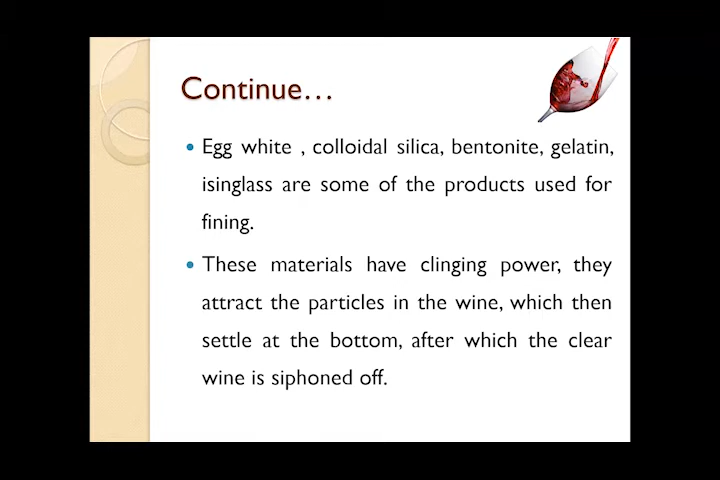 Continue...
Egg white , colloidal silica, bentonite, gelatin,
isinglass are some of the products used for
fining.
These materials have clinging power, they
attract the particles in the wine, which then
settle at the bottom, after which the clear
wine is siphoned off.